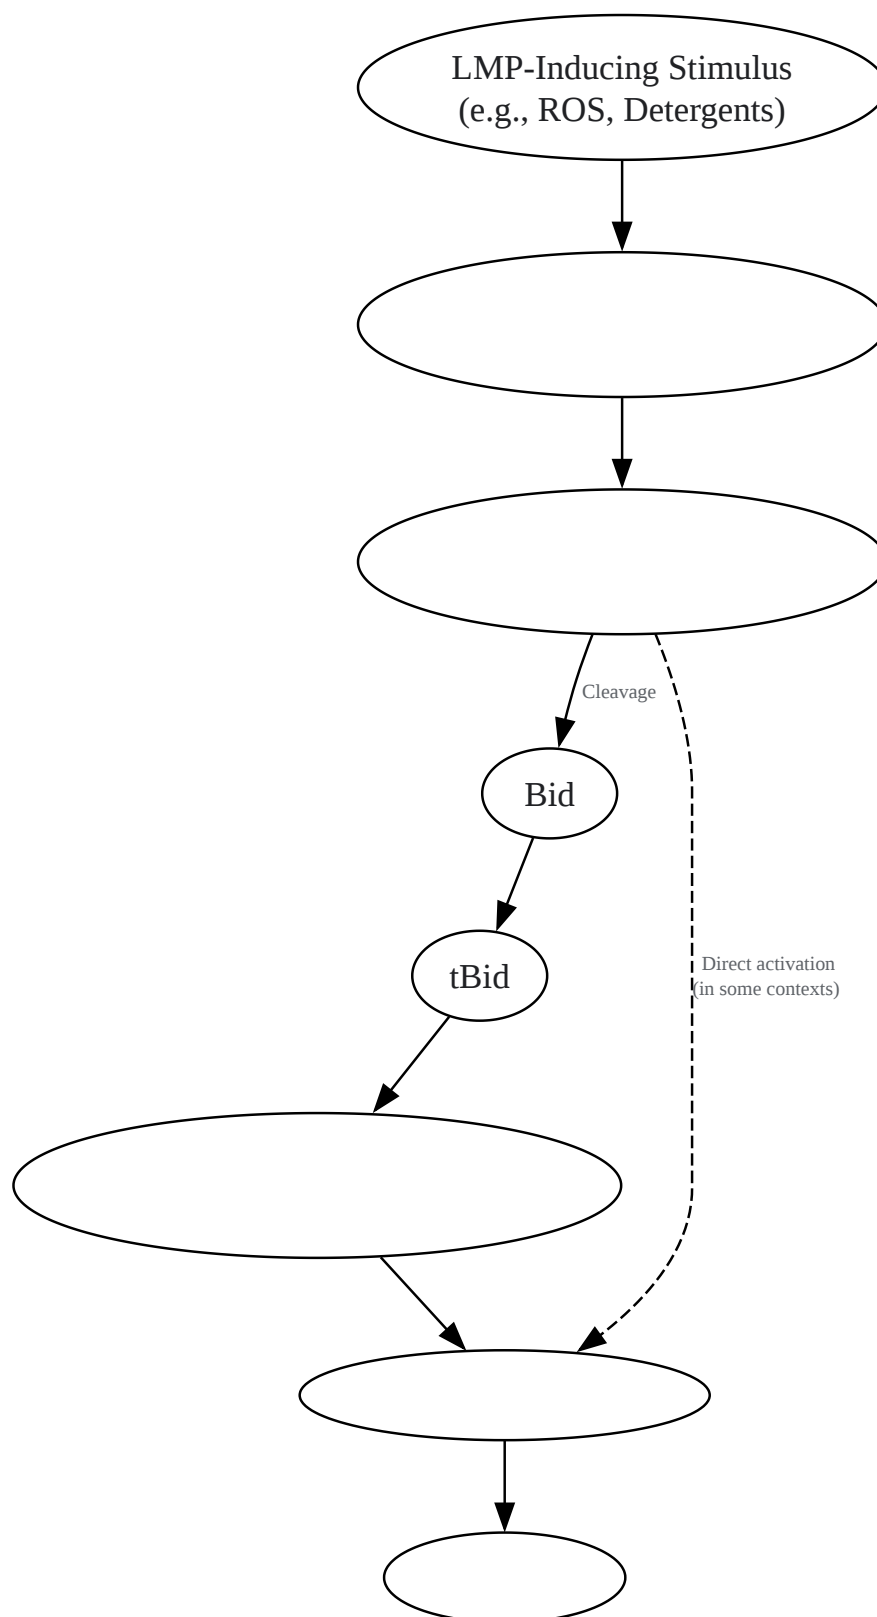 LMP-Inducing Stimulus
(e.g., ROS, Detergents)
Cleavage
Bid
Direct activation
(in some contexts)
tBid